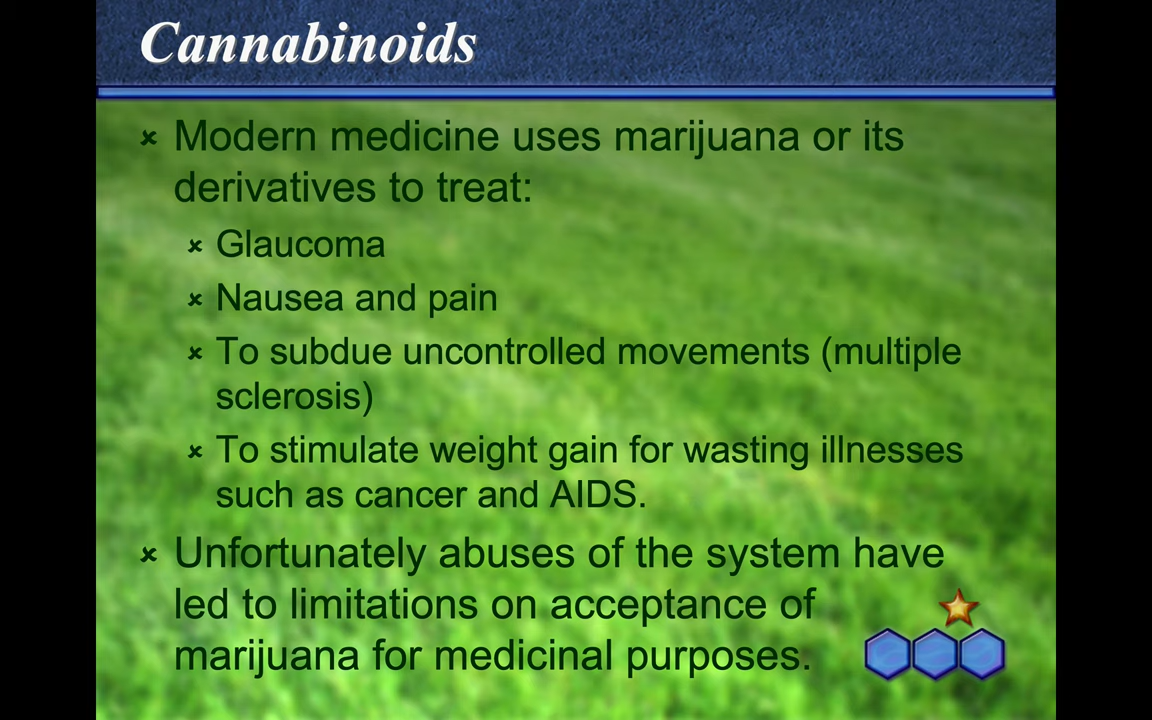 Cannabinoids
Modern medicine uses marijuana or its
derivatives to treat:
Glaucoma
Nausea and pain
To subdue uncontrolled movements (multiple
sclerosis)
To stimulate weight gain for wasting illnesses
such as cancer and AIDS.
Unfortunately abuses of the system have
led to limitations on acceptance of
marijuana for medicinal purposes.